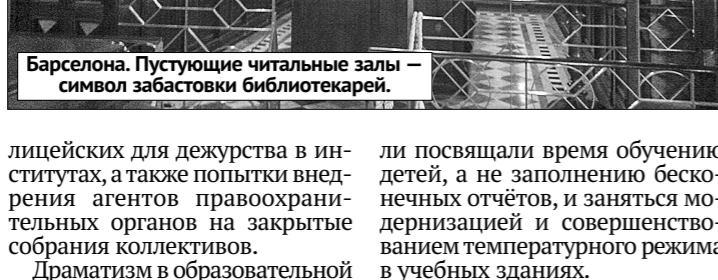 Барселона. Пустующие читальные залы —
символ забастовки библиотекарей.
лицейских для дежурства в ин-
ститутах, а также попытки внед-
рения агентов правоохрани-
тельных органов на закрытые
собрания коллективов.
Драматизм в образовательной
ли посвящали время обучению
детей, а не заполнению беско-
нечных отчётов, и заняться мо-
дернизацией и совершенство-
ванием температурного режима
в учебных зданиях.